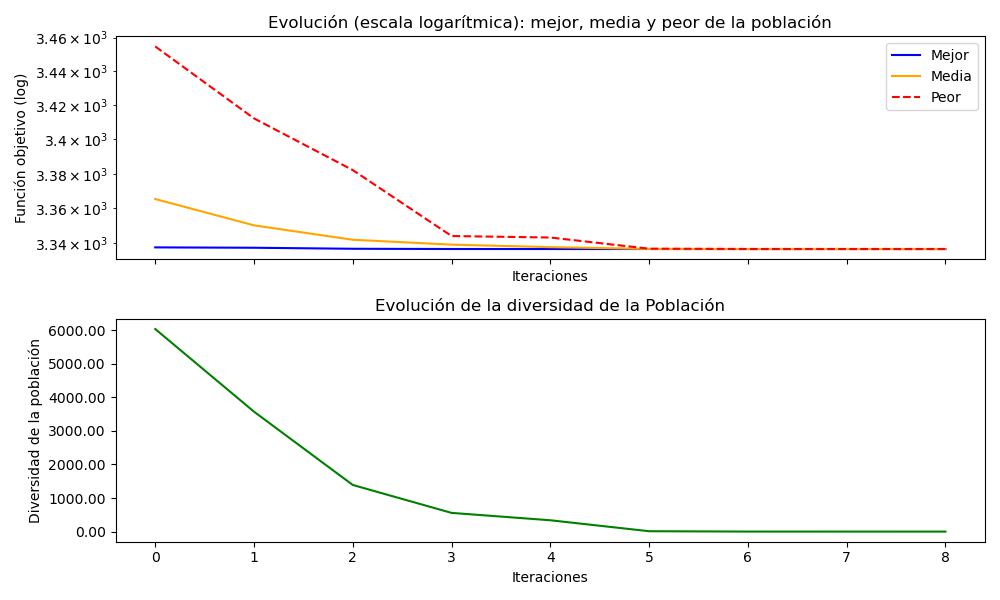 Evolución (escala logarítmica): mejor, media y peor de la población
Función objetivo (log)
3.46 × 10³
3.44 × 10³
3.42 × 10³
3.4 × 10³
3.38 × 10³
3.36 × 10³
3.34 × 10³
Mejor
Media
Peor
Iteraciones
Evolución de la diversidad de la Población
Diversidad de la población
6000.00
5000.00
4000.00
3000.00
2000.00
1000.00
0.00
0 1 2 3 4 5 6 7 8
Iteraciones